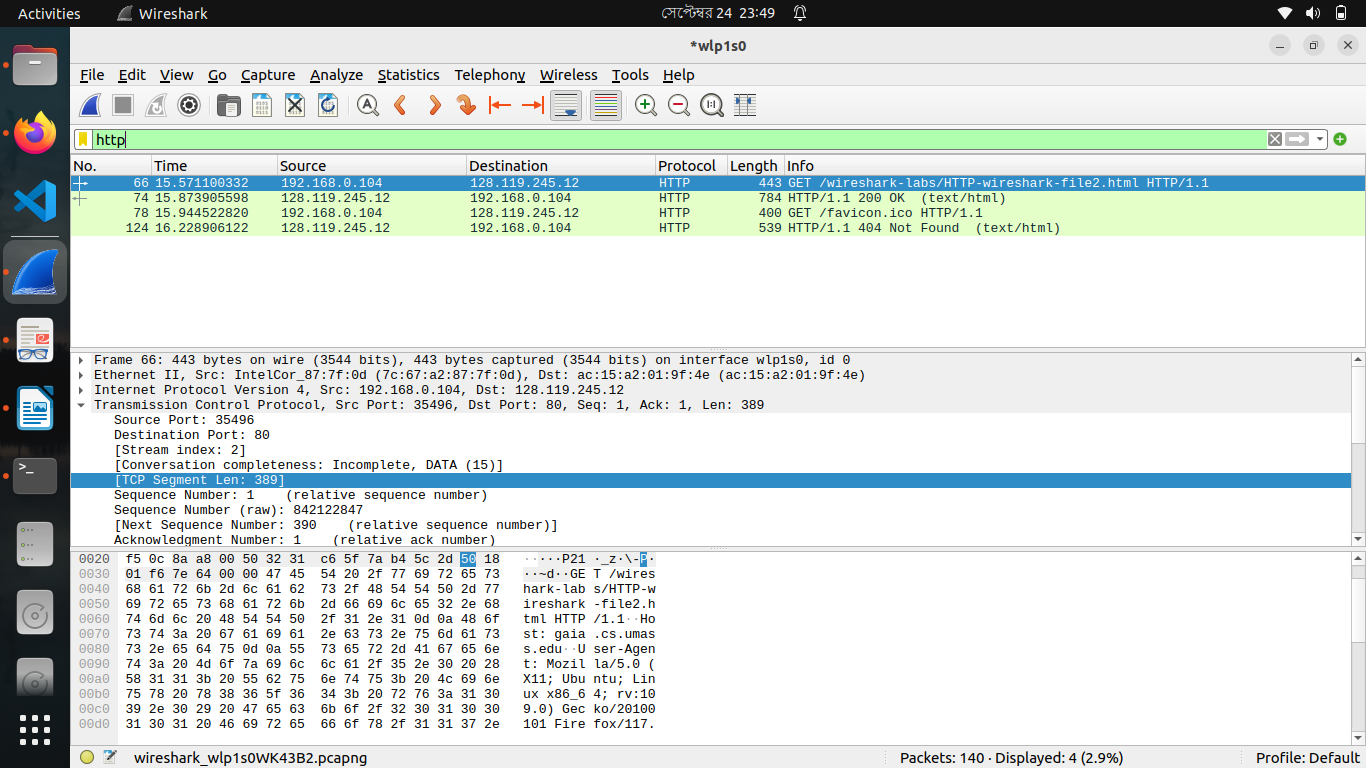 Activities Wireshark সেপ্টেম্বর 24 23:49
*wlp1s0
File Edit View Go Capture Analyze Statistics Telephony Wireless Tools Help
http
No. Time Source Destination Protocol Length Info
66 15.571100332 192.168.0.104 128.119.245.12 HTTP 443 GET /wireshark-labs/HTTP-wireshark-file2.html HTTP/1.1
74 15.873905598 128.119.245.12 192.168.0.104 HTTP 784 HTTP/1.1 200 OK (text/html)
78 15.944522820 192.168.0.104 128.119.245.12 HTTP 400 GET /favicon.ico HTTP/1.1
124 16.228906122 128.119.245.12 192.168.0.104 HTTP 539 HTTP/1.1 404 Not Found (text/html)
Frame 66: 443 bytes on wire (3544 bits), 443 bytes captured (3544 bits) on interface wlp1s0, id 0
Ethernet II, Src: IntelCor_87:7f:0d (7c:67:a2:87:7f:0d), Dst: ac:15:a2:01:9f:4e (ac:15:a2:01:9f:4e)
Internet Protocol Version 4, Src: 192.168.0.104, Dst: 128.119.245.12
Transmission Control Protocol, Src Port: 35496, Dst Port: 80, Seq: 1, Ack: 1, Len: 389
Source Port: 35496
Destination Port: 80
[Stream index: 2]
[Conversation completeness: Incomplete, DATA (15)]
[TCP Segment Len: 389]
Sequence Number: 1 (relative sequence number)
Sequence Number (raw): 842122847
[Next Sequence Number: 390 (relative sequence number)]
Acknowledgment Number: 1 (relative ack number)
0020 f5 0c 8a a8 00 50 32 31 c6 5f 7a b4 5c 2d 50 18 ·····P21 ·_z·\-P·
0030 01 f6 7e 64 00 00 47 45 54 20 2f 77 69 72 65 73 ··~d··GE T /wires
0040 68 61 72 6b 2d 6c 61 62 73 2f 48 54 54 50 2d 77 hark-lab s/HTTP-w
0050 69 72 65 73 68 61 72 6b 2d 66 69 6c 65 32 2e 68 ireshark -file2.h
0060 74 6d 6c 20 48 54 54 50 2f 31 2e 31 0d 0a 48 6f tml HTTP /1.1··Ho
0070 73 74 3a 20 67 61 69 61 2e 63 73 2e 75 6d 61 73 st: gaia .cs.umas
0080 73 2e 65 64 75 0d 0a 55 73 65 72 2d 41 67 65 6e s.edu··U ser-Agen
0090 74 3a 20 4d 6f 7a 69 6c 6c 61 2f 35 2e 30 20 28 t: Mozil la/5.0 (
00a0 58 31 31 3b 20 55 62 75 6e 74 75 3b 20 4c 69 6e X11; Ubu ntu; Lin
00b0 75 78 20 78 38 36 5f 36 34 3b 20 72 76 3a 31 30 ux x86_6 4; rv:10
00c0 39 2e 30 29 20 47 65 63 6b 6f 2f 32 30 31 30 30 9.0) Gec ko/20100
00d0 31 30 31 20 46 69 72 65 66 6f 78 2f 31 31 37 2e 101 Fire fox/117.
wireshark_wlp1s0WK43B2.pcapng Packets: 140 · Displayed: 4 (2.9%) Profile: Default